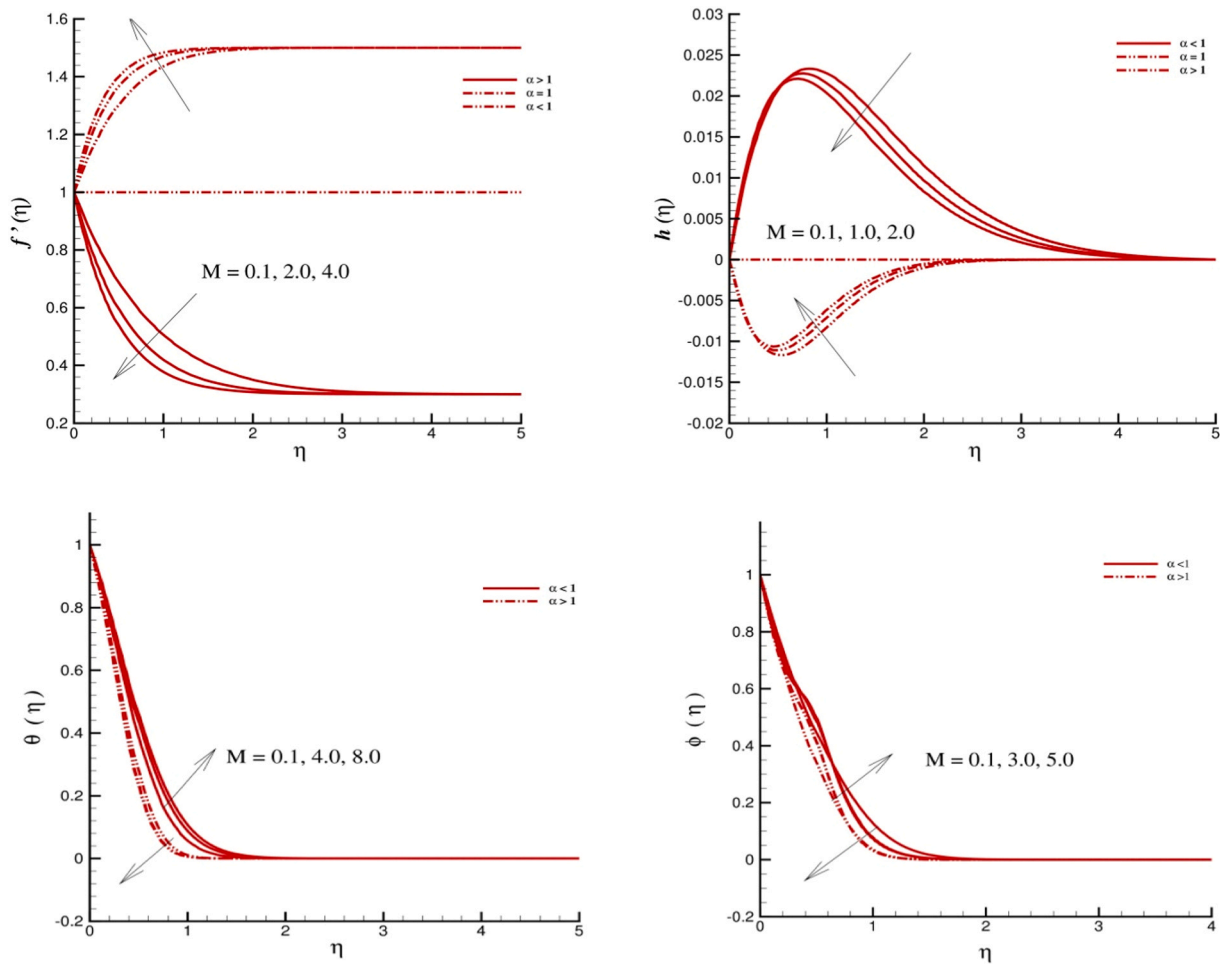 1.6
1.4
1.2
1
0.8
0.6
0.4
0.2
f '(η)
α > 1
α = 1
α < 1
M = 0.1, 2.0, 4.0
0 1 2 3 4 5
η
0.03
0.025
0.02
0.015
0.01
0.005
0
-0.005
-0.01
-0.015
-0.02
h (η)
α < 1
α = 1
α > 1
M = 0.1, 1.0, 2.0
0 1 2 3 4 5
η
1
0.8
0.6
0.4
0.2
0
-0.2
θ ( η )
α < 1
α > 1
M = 0.1, 4.0, 8.0
0 1 2 3 4 5
η
1
0.8
0.6
0.4
0.2
0
-0.2
ϕ ( η )
α < 1
α > 1
M = 0.1, 3.0, 5.0
0 1 2 3 4
η